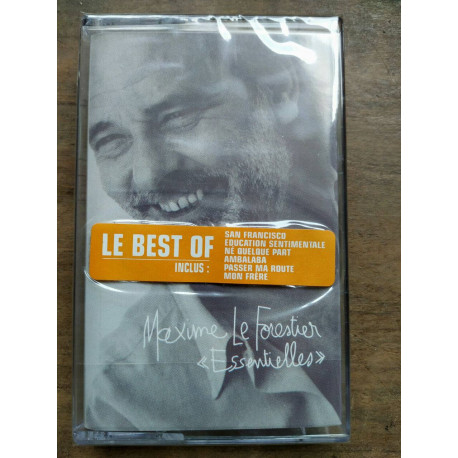 LE BEST OF
INCLUS :
SAN FRANCISCO
EDUCATION SENTIMENTALE
NÉ QUELQUE PART
AMBALABA
PASSER MA ROUTE
MON FRÈRE
Maxime Le Forestier
« Essentielles »